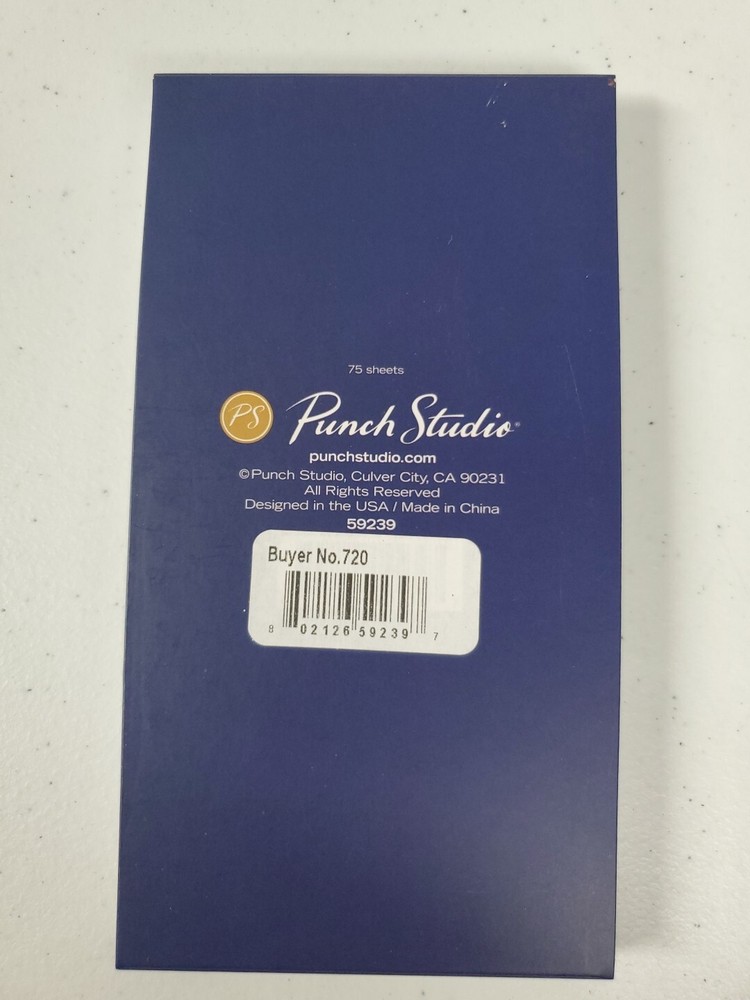 75 sheets
PS Punch Studio®
punchstudio.com
©Punch Studio, Culver City, CA 90231
All Rights Reserved
Designed in the USA / Made in China
59239
Buyer No.720
8 02126 59239 7